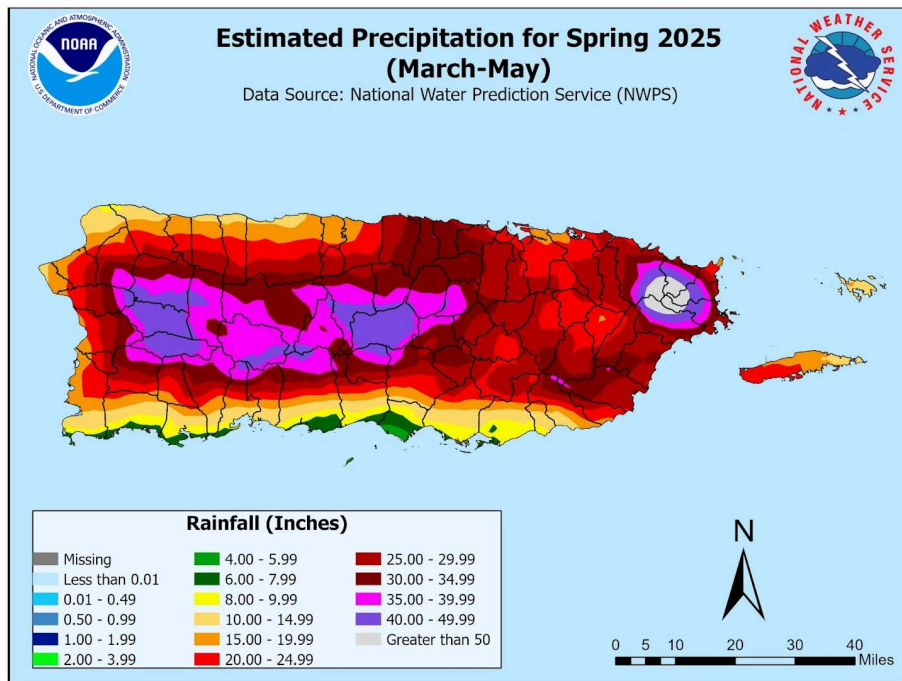 NATIONAL OCEANIC AND ATMOSPHERIC ADMINISTRATION
U.S. DEPARTMENT OF COMMERCE
NOAA
Estimated Precipitation for Spring 2025
(March-May)
Data Source: National Water Prediction Service (NWPS)
NATIONAL WEATHER SERVICE
Rainfall (Inches)
Missing
Less than 0.01
0.01 - 0.49
0.50 - 0.99
1.00 - 1.99
2.00 - 3.99
4.00 - 5.99
6.00 - 7.99
8.00 - 9.99
10.00 - 14.99
15.00 - 19.99
20.00 - 24.99
25.00 - 29.99
30.00 - 34.99
35.00 - 39.99
40.00 - 49.99
Greater than 50
N
0 5 10 20 30 40
Miles